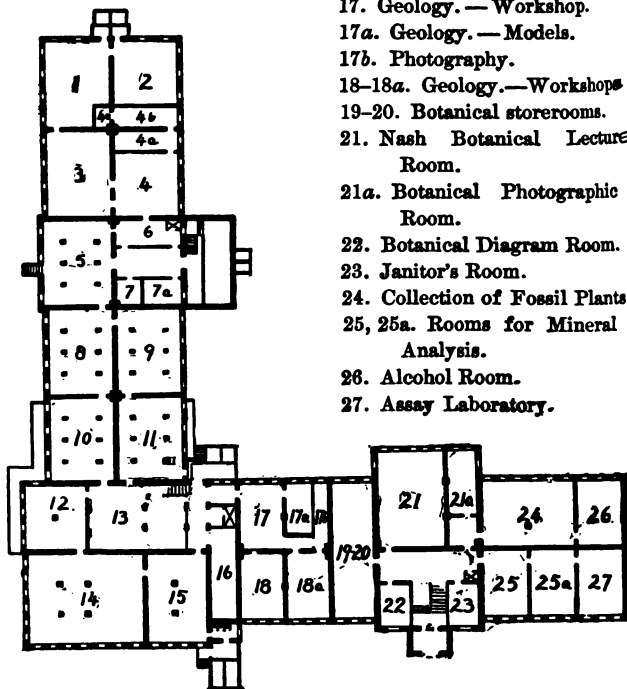 17. Geology. — Workshop.
17a. Geology. — Models.
17b. Photography.
18–18a. Geology.—Workshops
19–20. Botanical storerooms.
21. Nash Botanical Lecture
Room.
21a. Botanical Photographic
Room.
22. Botanical Diagram Room.
23. Janitor's Room.
24. Collection of Fossil Plants
25, 25a. Rooms for Mineral
Analysis.
26. Alcohol Room.
27. Assay Laboratory.
1
2
4b
4a
3
4
6
5
7
7a
8
9
10
11
12
13
14
15
16
17
17a
17b
18
18a
19-20
21
21a
22
23
24
25
25a
26
27